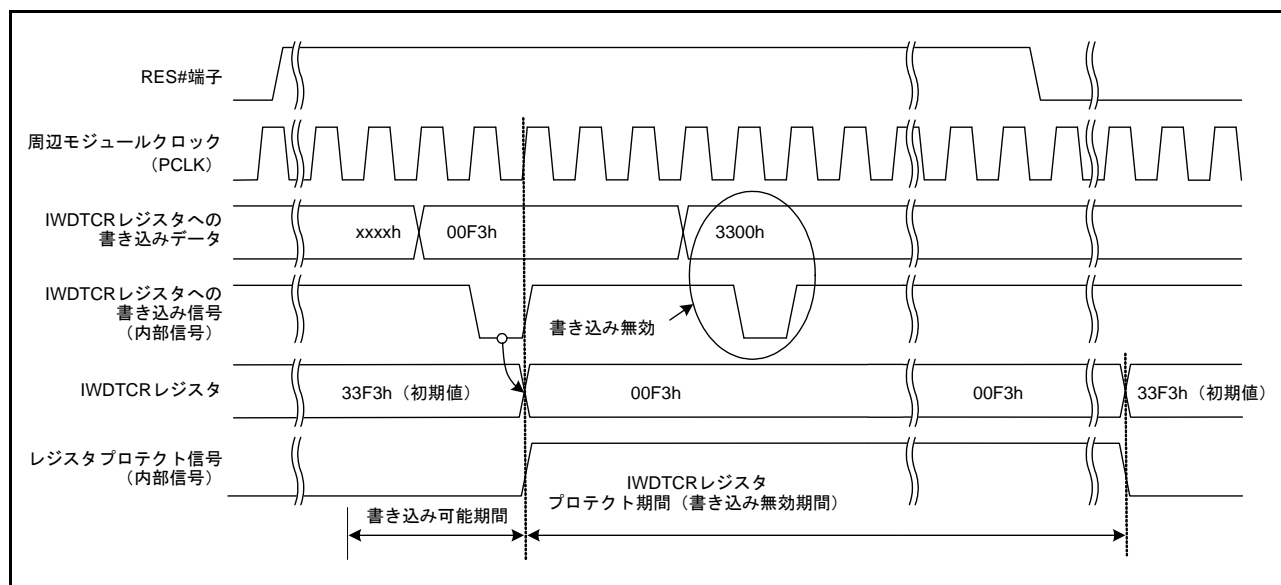 RES#端子
周辺モジュールクロック
（PCLK）
IWDTCRレジスタへの
書き込みデータ
xxxxh
00F3h
3300h
IWDTCRレジスタへの
書き込み信号
（内部信号）
書き込み無効
IWDTCRレジスタ
33F3h（初期値）
00F3h
00F3h
33F3h（初期値）
レジスタプロテクト信号
（内部信号）
IWDTCRレジスタ
プロテクト期間（書き込み無効期間）
書き込み可能期間